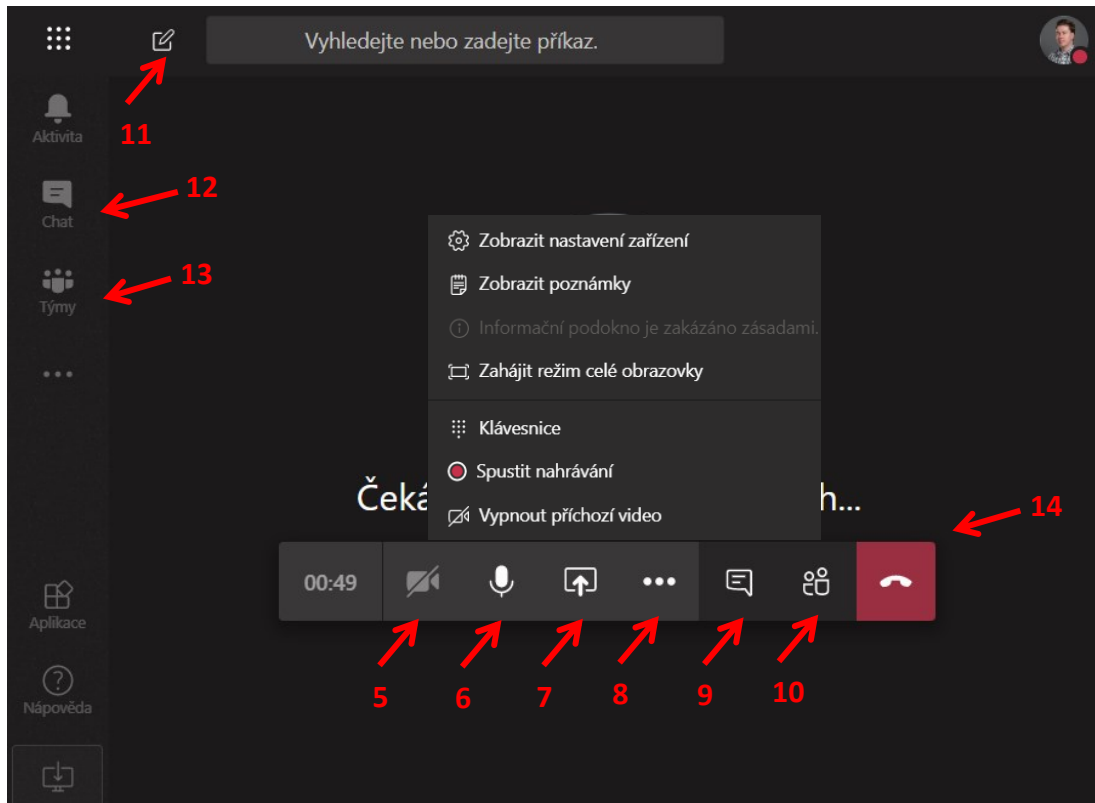 Vyhledejte nebo zadejte příkaz.
Aktivita
11
Chat
12
Týmy
13
Zobrazit nastavení zařízení
Zobrazit poznámky
Informační podokno je zakázáno zásadami.
Zahájit režim celé obrazovky
Klávesnice
Spustit nahrávání
Vypnout příchozí video
h...
14
00:49
Aplikace
Nápověda
5
6
7
8
9
10